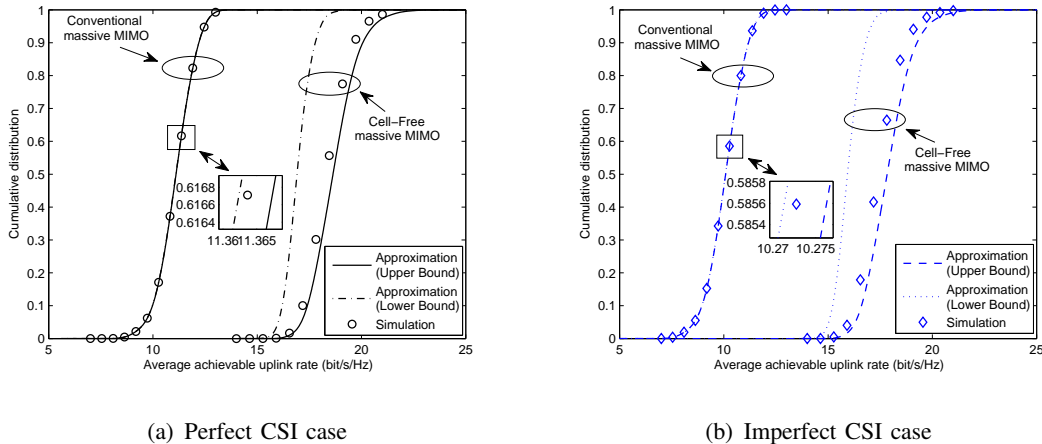 Conventional
massive MIMO
Cell−Free
massive MIMO
0.6168
0.6166
0.6164
11.36
11.365
Approximation
(Upper Bound)
Approximation
(Lower Bound)
Simulation
1
0.9
0.8
0.7
0.6
0.5
0.4
0.3
0.2
0.1
0
5
10
15
20
25
Cumulative distribution
Average achievable uplink rate (bit/s/Hz)
(a) Perfect CSI case
Conventional
massive MIMO
Cell−Free
massive MIMO
0.5858
0.5856
0.5854
10.27
10.275
Approximation
(Upper Bound)
Approximation
(Lower Bound)
Simulation
1
0.9
0.8
0.7
0.6
0.5
0.4
0.3
0.2
0.1
0
5
10
15
20
25
Cumulative distribution
Average achievable uplink rate (bit/s/Hz)
(b) Imperfect CSI case